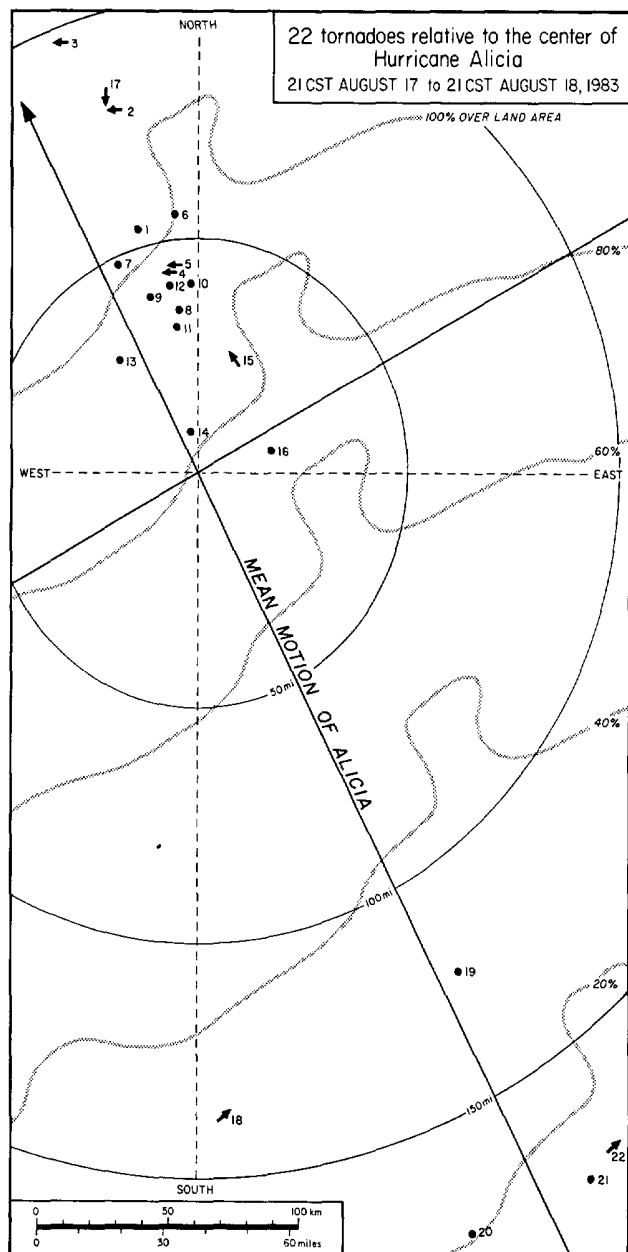 22 tornadoes relative to the center of
Hurricane Alicia
21 CST AUGUST 17 to 21 CST AUGUST 18, 1983
NORTH
3
17
2
100% OVER LAND AREA
6
1
80%
7
5
4
12
10
9
8
11
15
13
14
16
60%
WEST
EAST
MEAN MOTION OF ALICIA
50mi
40%
100mi
19
20%
150mi
18
22
21
SOUTH
20
0
50
100 km
0
30
60 miles